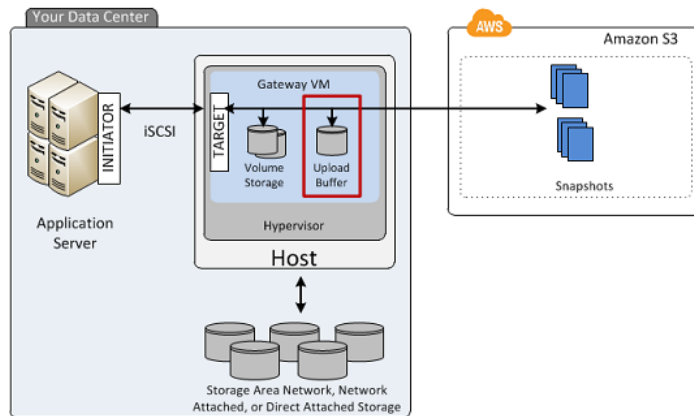 Your Data Center
AWS
Amazon S3
Gateway VM
INITIATOR
iSCSI
TARGET
Volume
Storage
Upload
Buffer
Snapshots
Application
Server
Hypervisor
Host
Storage Area Network, Network
Attached, or Direct Attached Storage